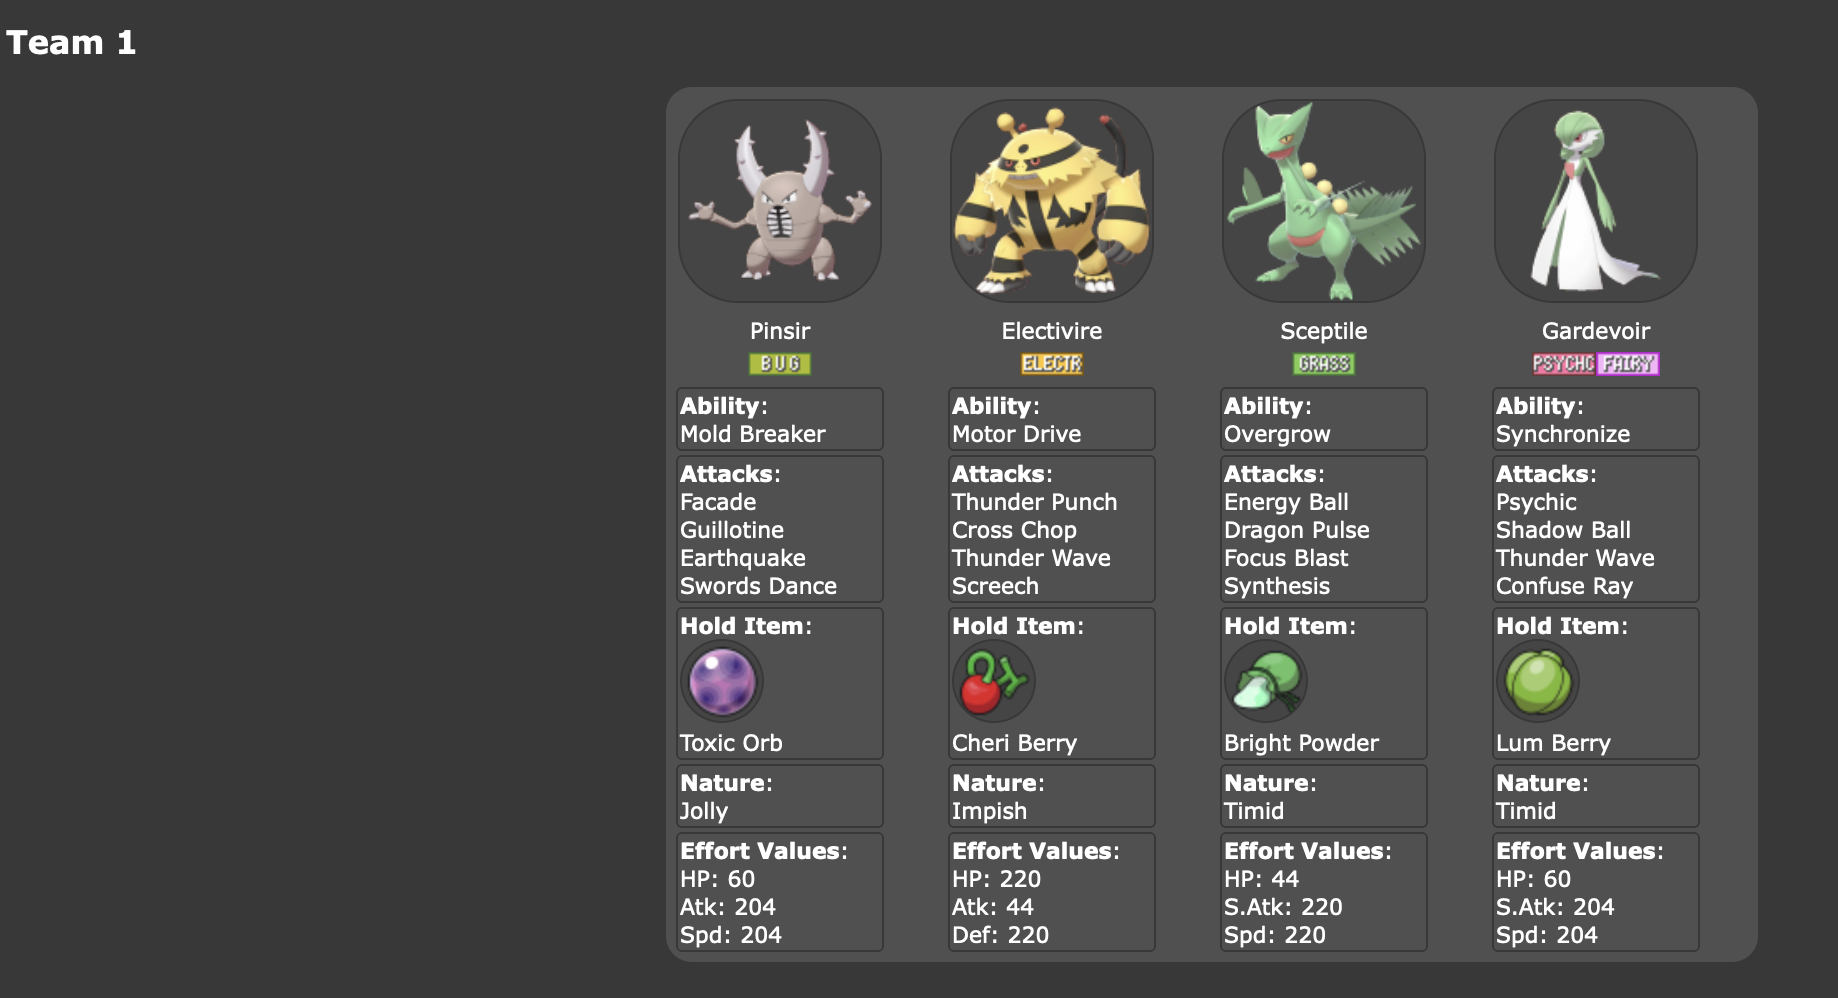 Team 1
Pinsir
BUG
Ability:
Mold Breaker
Attacks:
Facade
Guillotine
Earthquake
Swords Dance
Hold Item:
Toxic Orb
Nature:
Jolly
Effort Values:
HP: 60
Atk: 204
Spd: 204
Electivire
ELECTR
Ability:
Motor Drive
Attacks:
Thunder Punch
Cross Chop
Thunder Wave
Screech
Hold Item:
Cheri Berry
Nature:
Impish
Effort Values:
HP: 220
Atk: 44
Def: 220
Sceptile
GRASS
Ability:
Overgrow
Attacks:
Energy Ball
Dragon Pulse
Focus Blast
Synthesis
Hold Item:
Bright Powder
Nature:
Timid
Effort Values:
HP: 44
S.Atk: 220
Spd: 220
Gardevoir
PSYCHC FAIRY
Ability:
Synchronize
Attacks:
Psychic
Shadow Ball
Thunder Wave
Confuse Ray
Hold Item:
Lum Berry
Nature:
Timid
Effort Values:
HP: 60
S.Atk: 204
Spd: 204